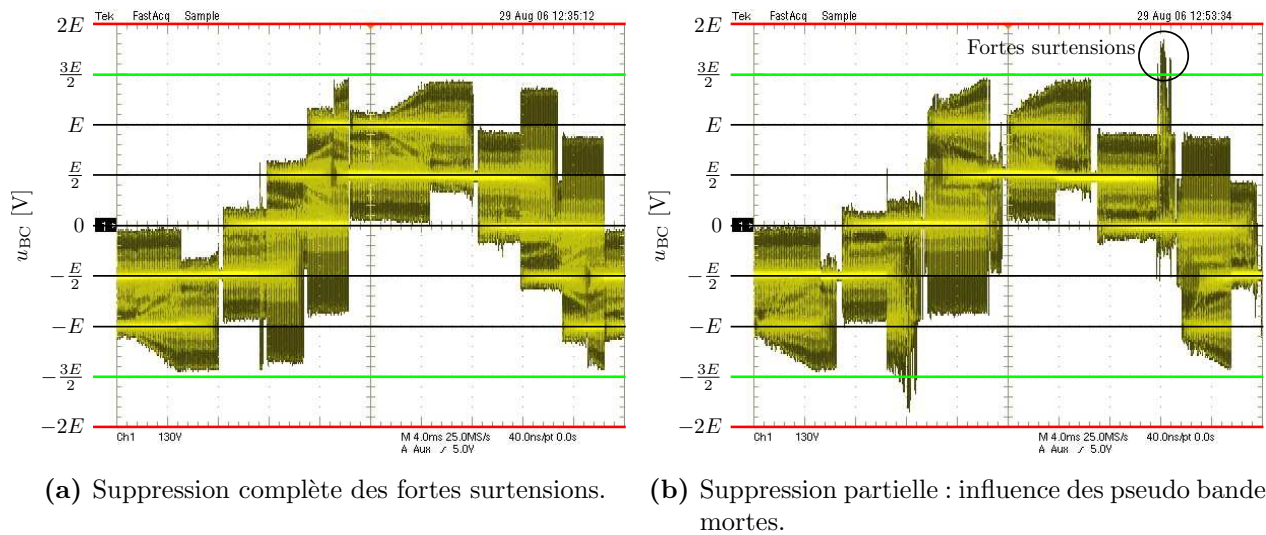 Tek FastAcq Sample 29 Aug 06 12:35:12
2E
3E/2
E
E/2
0
−E/2
−E
−3E/2
−2E
u_BC [V]
1
Ch1 130V M 4.0ms 25.0MS/s 40.0ns/pt 0.0s
A Aux ∕ 5.0V
(a) Suppression complète des fortes surtensions.
Tek FastAcq Sample 29 Aug 06 12:53:34
Fortes surtensions
2E
3E/2
E
E/2
0
−E/2
−E
−3E/2
−2E
u_BC [V]
1
Ch1 130V M 4.0ms 25.0MS/s 40.0ns/pt 0.0s
A Aux ∕ 5.0V
(b) Suppression partielle : influence des pseudo bande
mortes.